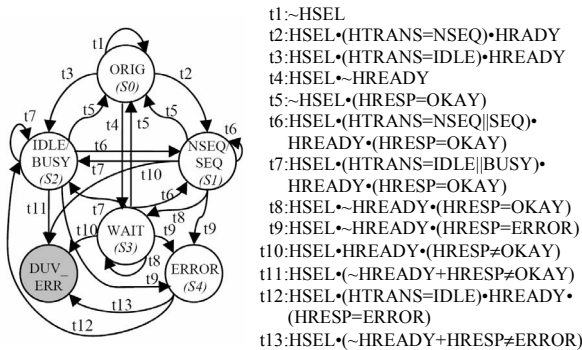 t1
ORIG
(S0)
t3
t2
t5
t4
t5
t5
t7
t6
t6
IDLE/
BUSY
(S2)
NSEQ/
SEQ
(S1)
t7
t10
t6
t11
t7
t8
t10
WAIT
(S3)
t9
t9
t8
DUV_
ERR
t9
ERROR
(S4)
t13
t12
t1:~HSEL
t2:HSEL•(HTRANS=NSEQ)•HRADY
t3:HSEL•(HTRANS=IDLE)•HREADY
t4:HSEL•~HREADY
t5:~HSEL•(HRESP=OKAY)
t6:HSEL•(HTRANS=NSEQ||SEQ)•
HREADY•(HRESP=OKAY)
t7:HSEL•(HTRANS=IDLE||BUSY)•
HREADY•(HRESP=OKAY)
t8:HSEL•~HREADY•(HRESP=OKAY)
t9:HSEL•~HREADY•(HRESP=ERROR)
t10:HSEL•HREADY•(HRESP≠OKAY)
t11:HSEL•(~HREADY+HRESP≠OKAY)
t12:HSEL•(HTRANS=IDLE)•HREADY•
(HRESP=ERROR)
t13:HSEL•(~HREADY+HRESP≠ERROR)